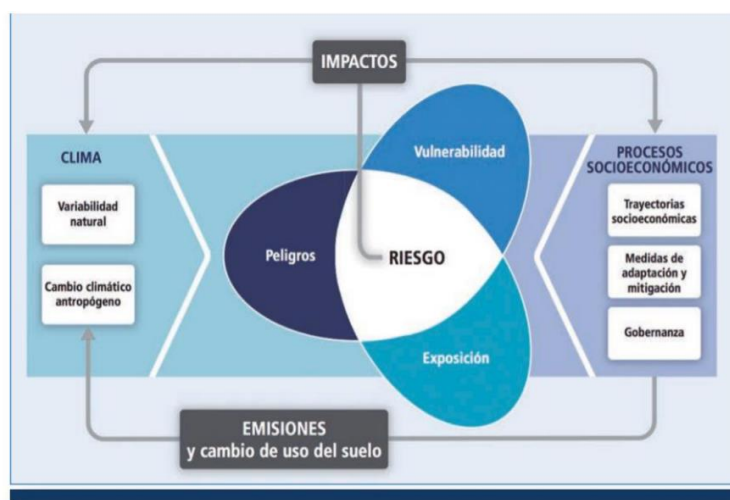 IMPACTOS
CLIMA
Variabilidad
natural
Cambio climático
antropógeno
Peligros
Vulnerabilidad
RIESGO
Exposición
PROCESOS
SOCIOECONÓMICOS
Trayectorias
socioeconómicas
Medidas de
adaptación y
mitigación
Gobernanza
EMISIONES
y cambio de uso del suelo